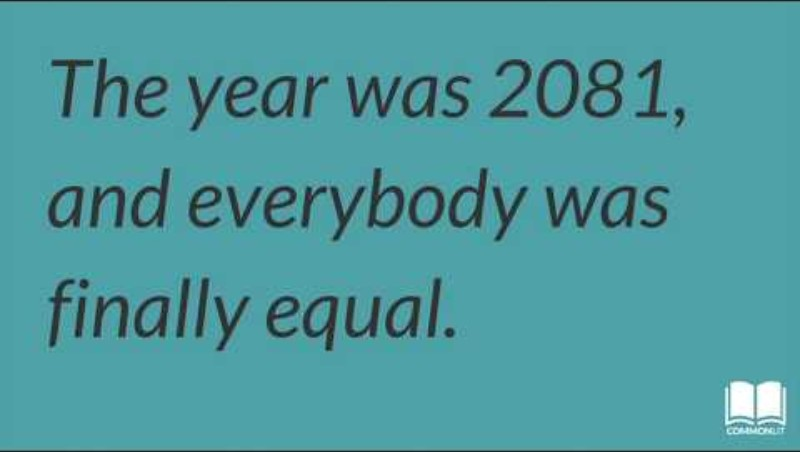 The year was 2081,
and everybody was
finally equal.
COMMONLIT